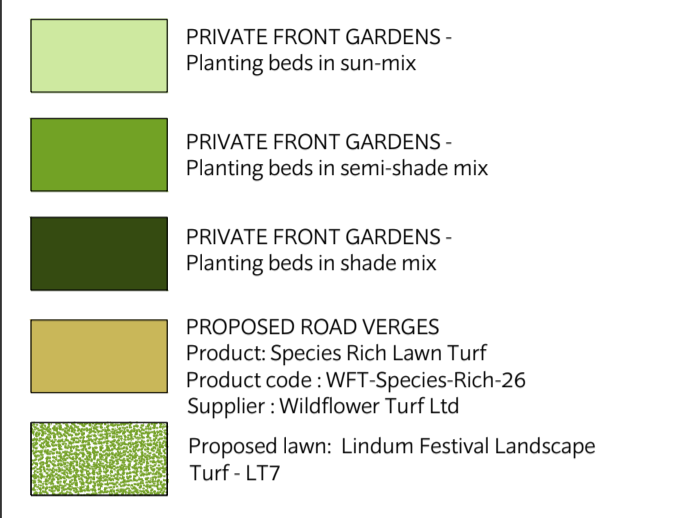 PRIVATE FRONT GARDENS -
Planting beds in sun-mix
PRIVATE FRONT GARDENS -
Planting beds in semi-shade mix
PRIVATE FRONT GARDENS -
Planting beds in shade mix
PROPOSED ROAD VERGES
Product: Species Rich Lawn Turf
Product code : WFT-Species-Rich-26
Supplier : Wildflower Turf Ltd
Proposed lawn: Lindum Festival Landscape
Turf - LT7